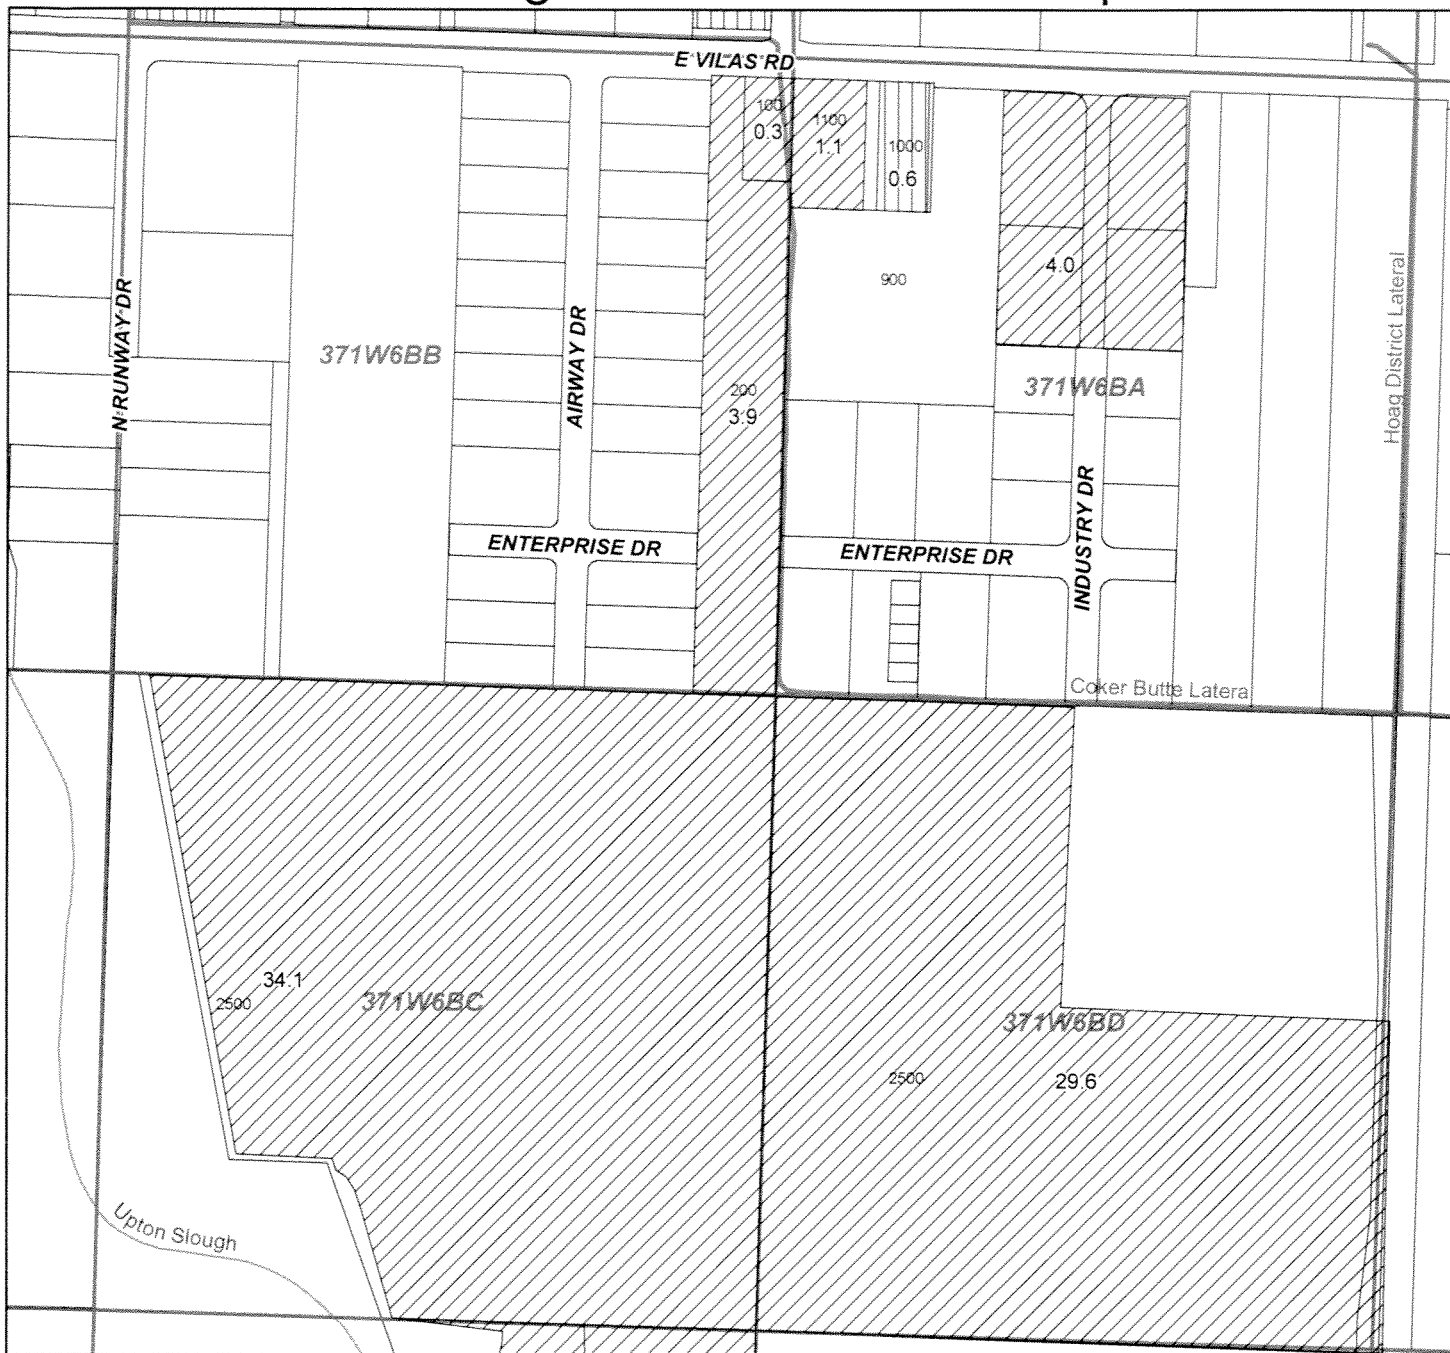 E VILAS RD
100
0.3
1100
1.1
1000
0.6
900
4.0
N RUNWAY DR
371W6BB
AIRWAY DR
200
3.9
371W6BA
Hoag District Lateral
ENTERPRISE DR
ENTERPRISE DR
INDUSTRY DR
Coker Butte Latera
34.1
2500
371W6BC
371W6BD
2500
29.6
Upton Slough